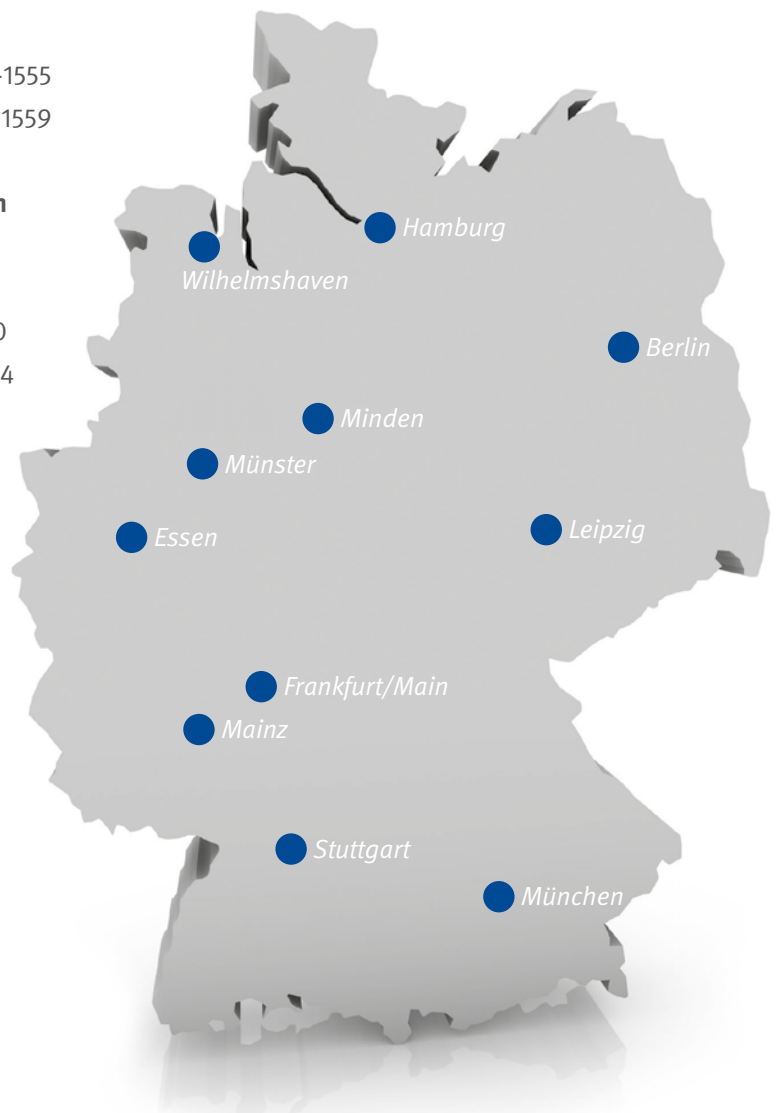 -1555
1559
n
0
4
Hamburg
Wilhelmshaven
Berlin
Minden
Münster
Essen
Leipzig
Frankfurt/Main
Mainz
Stuttgart
München